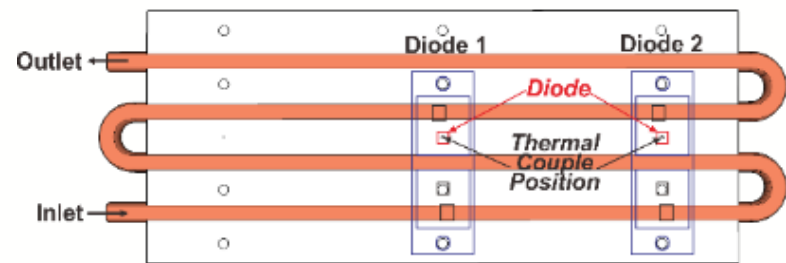 Diode 1
Diode 2
Outlet
Diode
Thermal
Couple
Position
Inlet